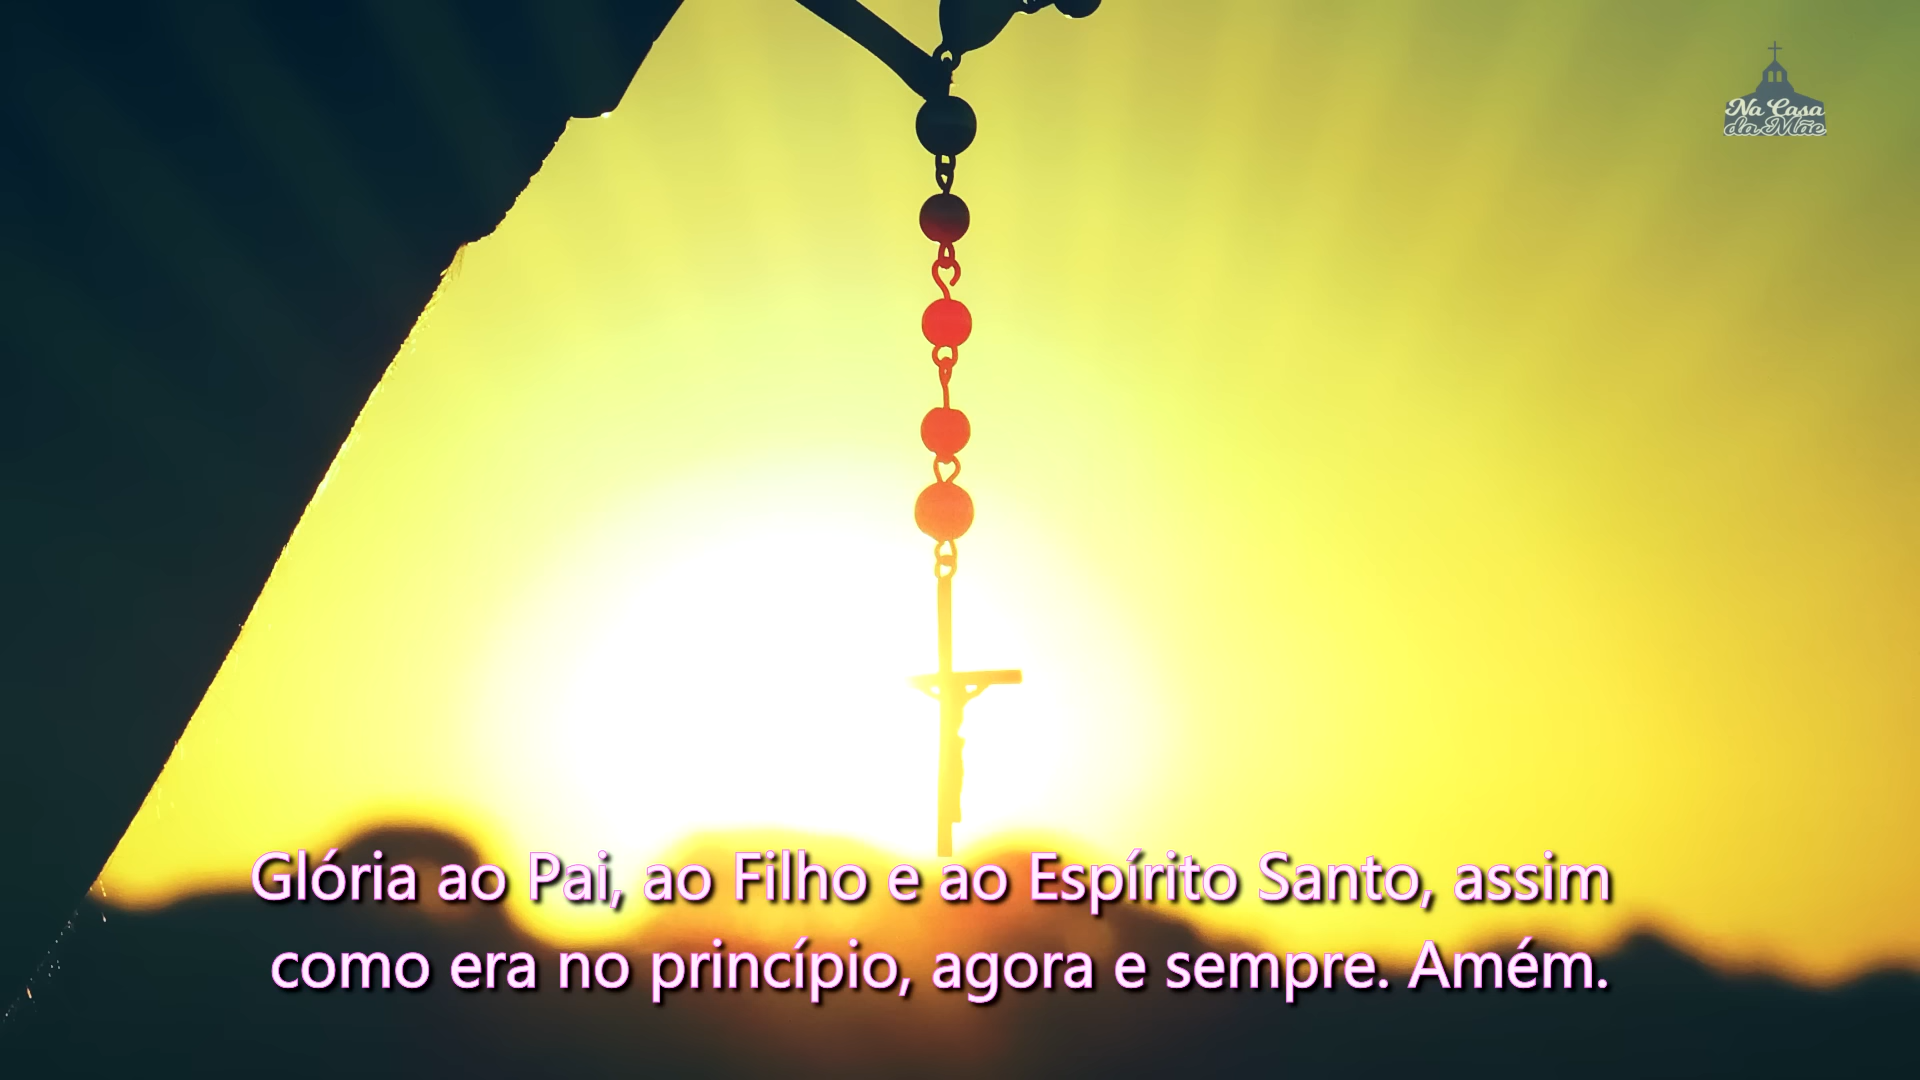 Na Casa
da Mãe
Glória ao Pai, ao Filho e ao Espírito Santo, assim
como era no princípio, agora e sempre. Amém.